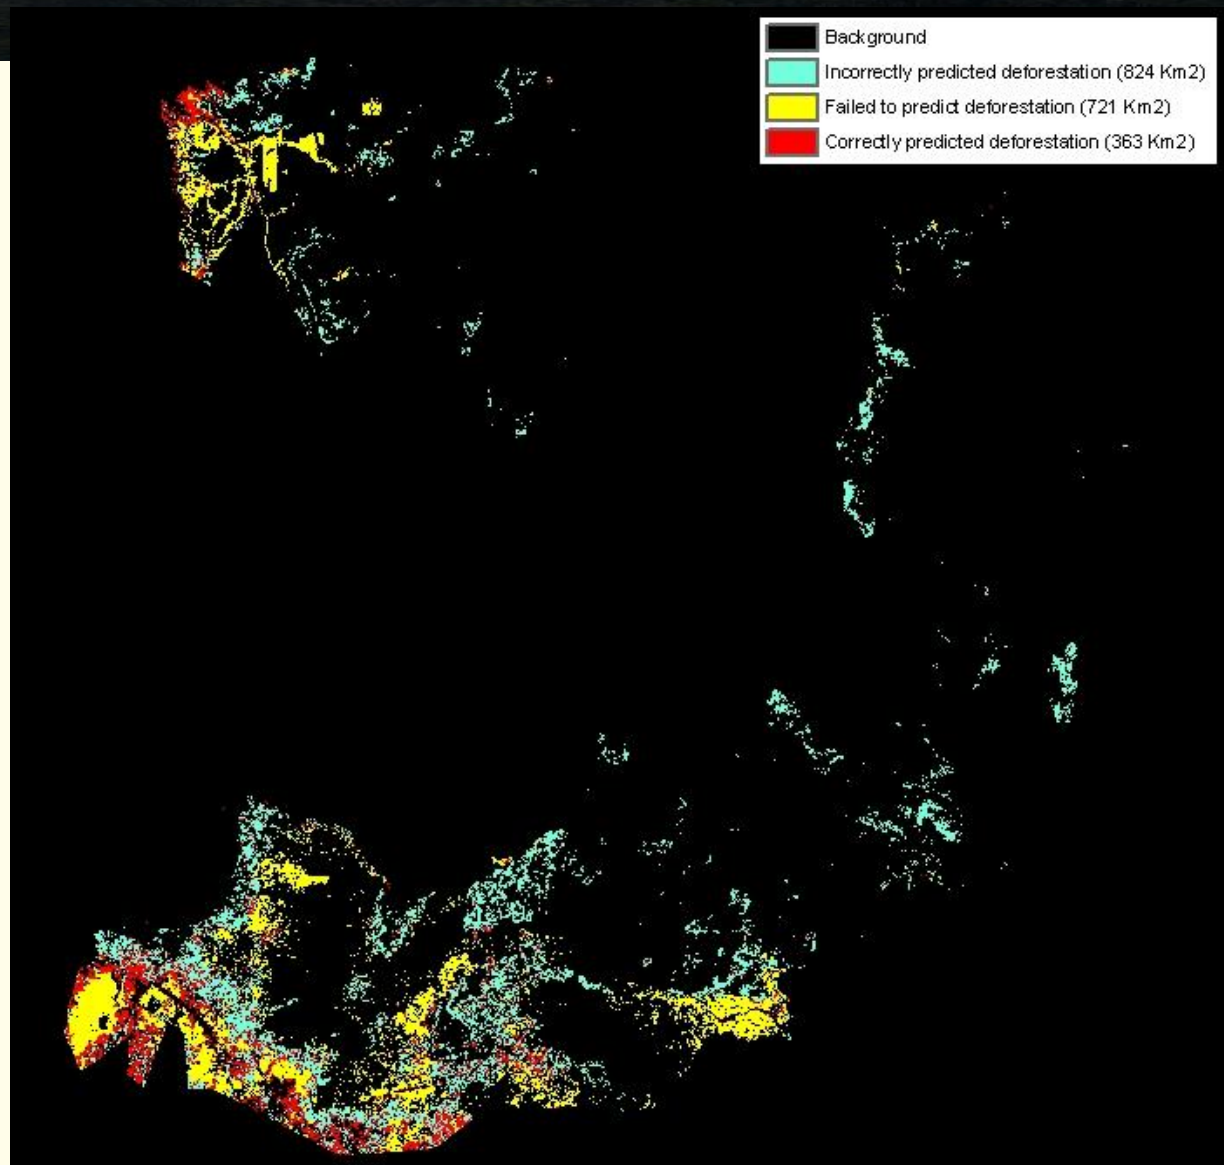 Background
Incorrectly predicted deforestation (824 Km2)
Failed to predict deforestation (721 Km2)
Correctly predicted deforestation (363 Km2)